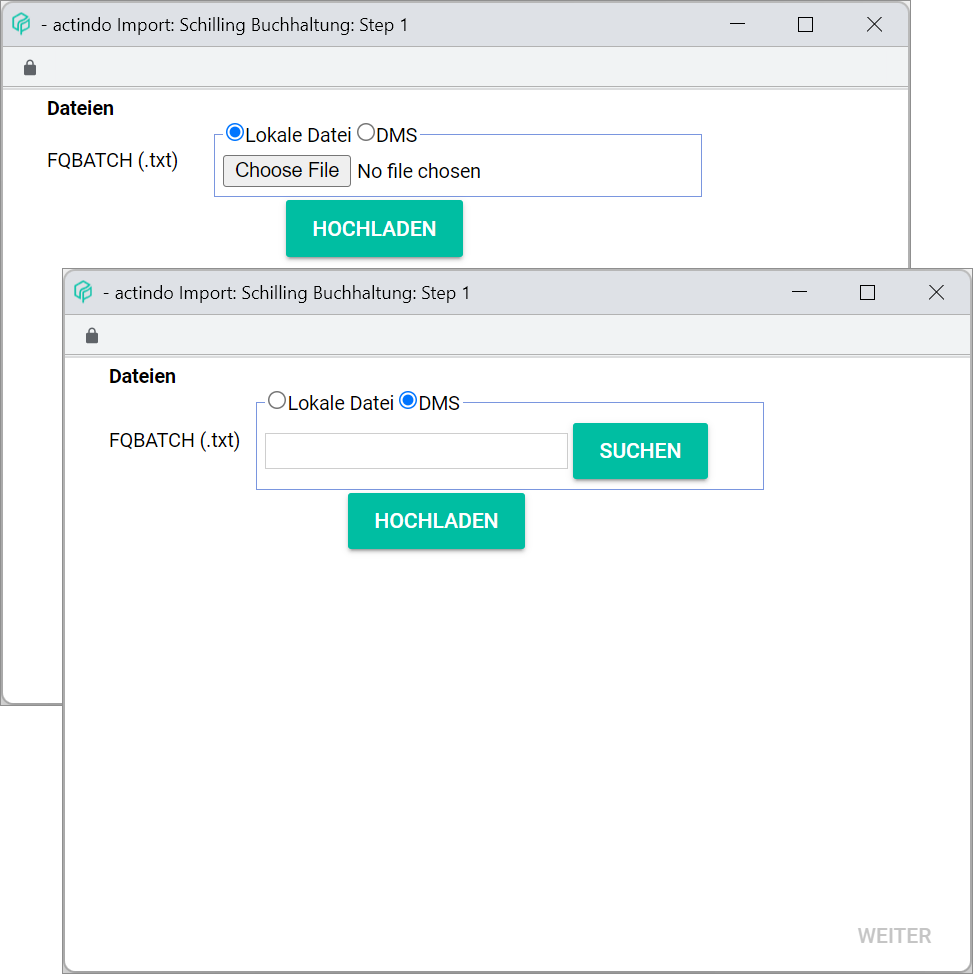 - actindo Import: Schilling Buchhaltung: Step 1
Dateien
Lokale Datei DMS
FQBATCH (.txt)
Choose File No file chosen
HOCHLADEN
- actindo Import: Schilling Buchhaltung: Step 1
Dateien
Lokale Datei DMS
FQBATCH (.txt)
SUCHEN
HOCHLADEN
WEITER